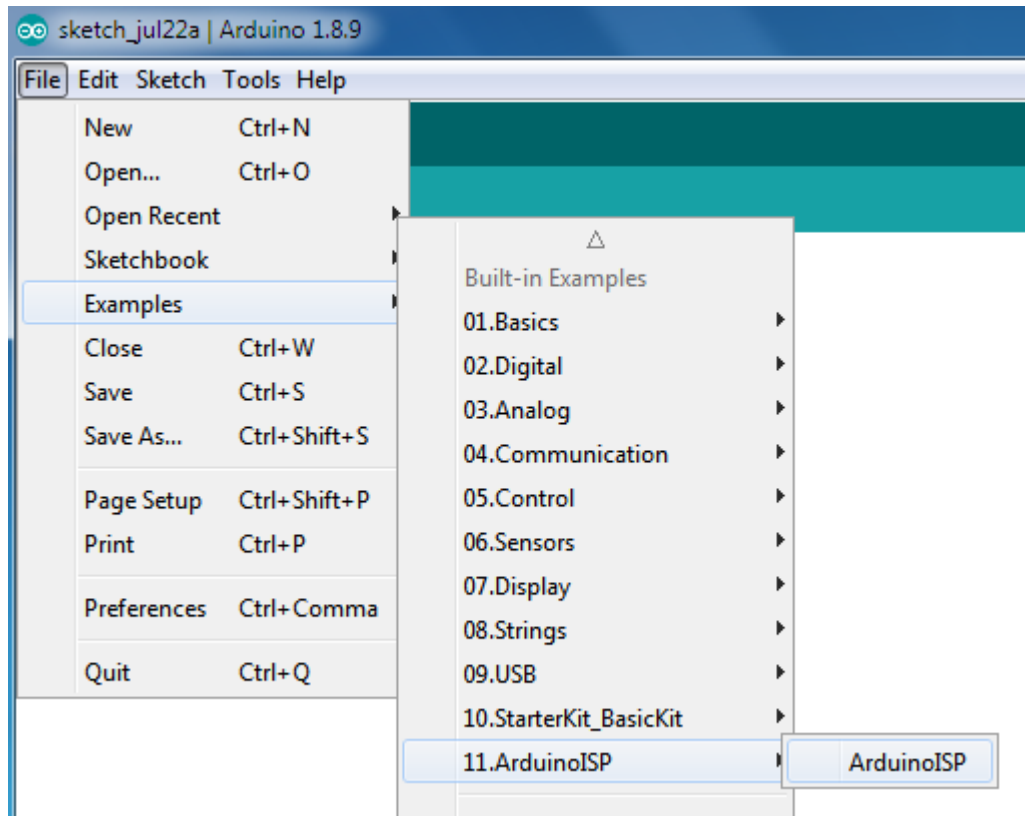 sketch_jul22a | Arduino 1.8.9
File Edit Sketch Tools Help
New Ctrl+N
Open... Ctrl+O
Open Recent
Sketchbook
Examples
Close Ctrl+W
Save Ctrl+S
Save As... Ctrl+Shift+S
Page Setup Ctrl+Shift+P
Print Ctrl+P
Preferences Ctrl+Comma
Quit Ctrl+Q
Built-in Examples
01.Basics
02.Digital
03.Analog
04.Communication
05.Control
06.Sensors
07.Display
08.Strings
09.USB
10.StarterKit_BasicKit
11.ArduinoISP
ArduinoISP